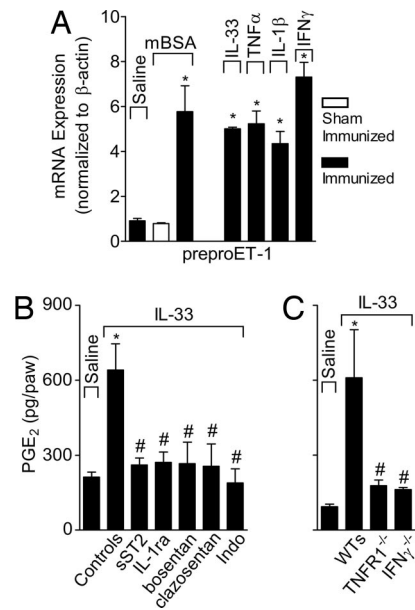 A
mRNA Expression
(normalized to β-actin)
10
8
6
4
2
0
Saline
mBSA
*
IL-33
TNFα
IL-1β
IFNγ
*
*
*
*
Sham
Immunized
Immunized
preproET-1
B
PGE2 (pg/paw)
900
600
300
0
IL-33
Saline
*
#
#
#
#
#
Controls
sST2
IL-1ra
bosentan
clazosentan
Indo
C
IL-33
Saline
*
#
#
WTs
TNFR1-/-
IFNγ-/-